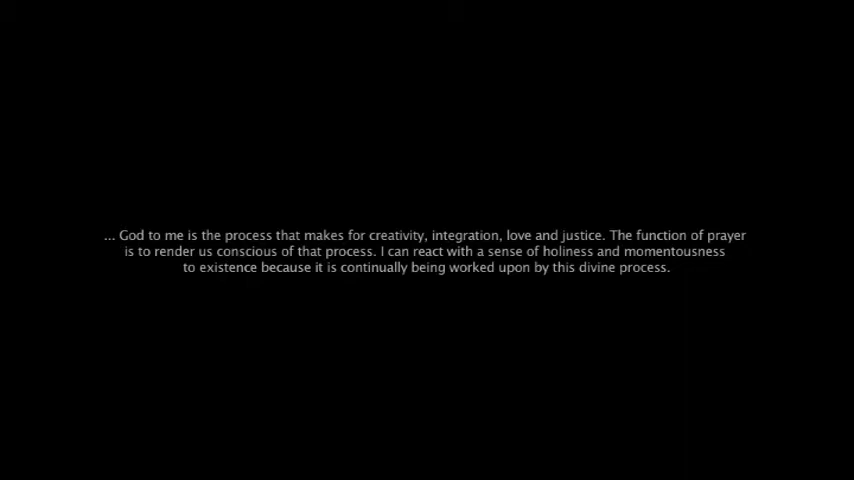 ... God to me is the process that makes for creativity, integration, love and justice. The function of prayer
is to render us conscious of that process. I can react with a sense of holiness and momentousness
to existence because it is continually being worked upon by this divine process.